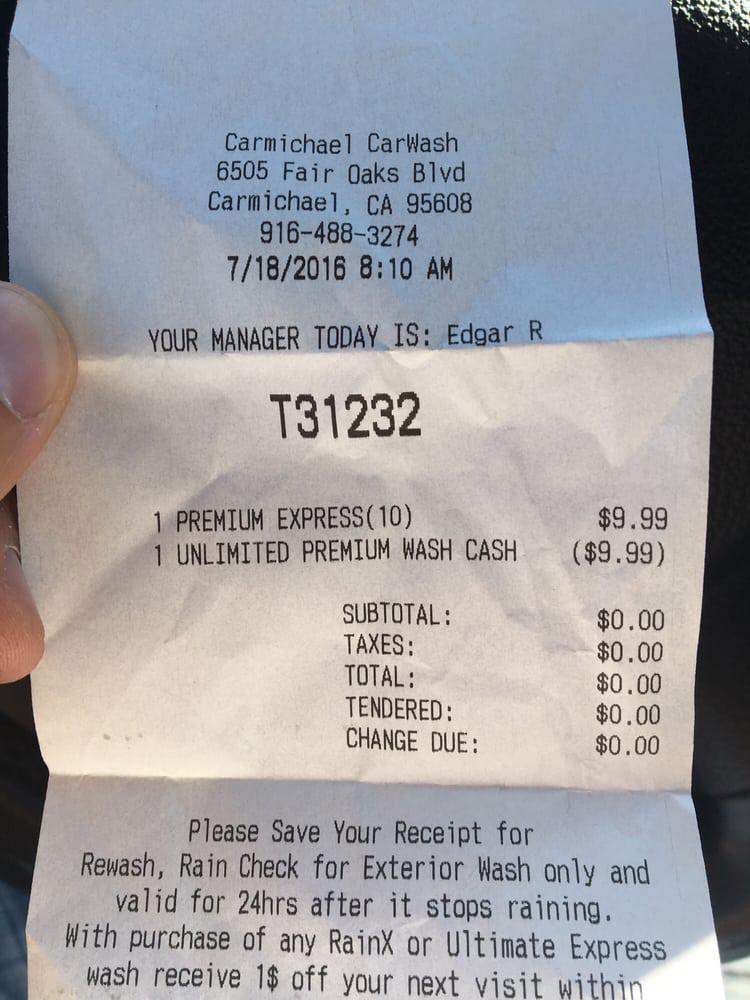 Carmichael CarWash
6505 Fair Oaks Blvd
Carmichael, CA 95608
916-488-3274
7/18/2016 8:10 AM
YOUR MANAGER TODAY IS: Edgar R
T31232
1 PREMIUM EXPRESS(10) $9.99
1 UNLIMITED PREMIUM WASH CASH ($9.99)
SUBTOTAL: $0.00
TAXES: $0.00
TOTAL: $0.00
TENDERED: $0.00
CHANGE DUE: $0.00
Please Save Your Receipt for
Rewash, Rain Check for Exterior Wash only and
valid for 24hrs after it stops raining.
With purchase of any RainX or Ultimate Express
wash receive 1$ off your next visit within